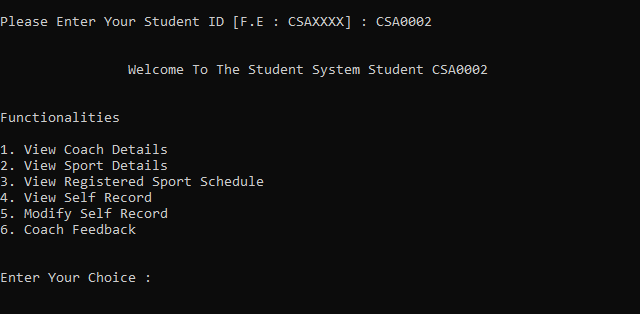 Please Enter Your Student ID [F.E : CSAXXXX] : CSA0002
Welcome To The Student System Student CSA0002
Functionalities
1. View Coach Details
2. View Sport Details
3. View Registered Sport Schedule
4. View Self Record
5. Modify Self Record
6. Coach Feedback
Enter Your Choice :